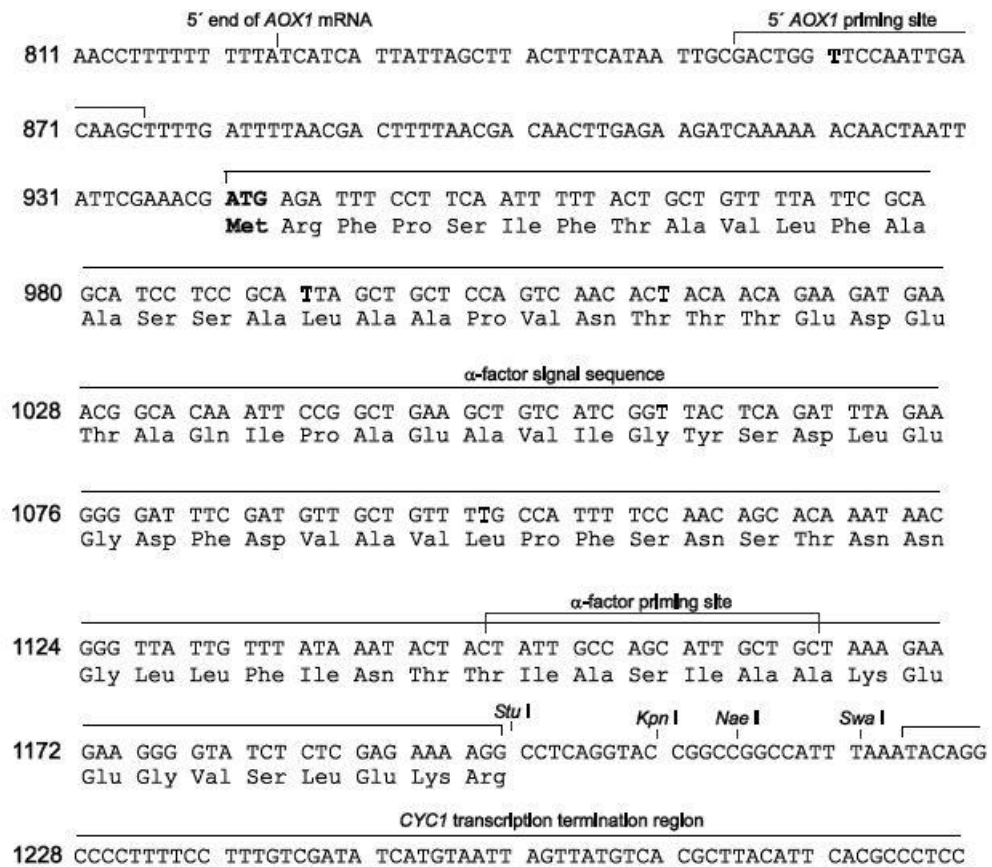 5´ end of AOX1 mRNA 5´ AOX1 priming site
811 AACCTTTTTT TTTATCATCA TTATTAGCTT ACTTTCATAA TTGCGACTGG TTCCAATTGA
871 CAAGCTTTTG ATTTTAACGA CTTTTAACGA CAACTTGAGA AGATCAAAAA ACAACTAATT
931 ATTCGAAACG ATG AGA TTT CCT TCA ATT TTT ACT GCT GTT TTA TTC GCA
Met Arg Phe Pro Ser Ile Phe Thr Ala Val Leu Phe Ala
980 GCA TCC TCC GCA TTA GCT GCT CCA GTC AAC ACT ACA ACA GAA GAT GAA
Ala Ser Ser Ala Leu Ala Ala Pro Val Asn Thr Thr Thr Glu Asp Glu
α-factor signal sequence
1028 ACG GCA CAA ATT CCG GCT GAA GCT GTC ATC GGT TAC TCA GAT TTA GAA
Thr Ala Gln Ile Pro Ala Glu Ala Val Ile Gly Tyr Ser Asp Leu Glu
1076 GGG GAT TTC GAT GTT GCT GTT TTG CCA TTT TCC AAC AGC ACA AAT AAC
Gly Asp Phe Asp Val Ala Val Leu Pro Phe Ser Asn Ser Thr Asn Asn
α-factor priming site
1124 GGG TTA TTG TTT ATA AAT ACT ACT ATT GCC AGC ATT GCT GCT AAA GAA
Gly Leu Leu Phe Ile Asn Thr Thr Ile Ala Ser Ile Ala Ala Lys Glu
Stu I Kpn I Nae I Swa I
1172 GAA GGG GTA TCT CTC GAG AAA AGG CCTCAGGTAC CGGCCGGCCATT TAAATACAGG
Glu Gly Val Ser Leu Glu Lys Arg
CYC1 transcription termination region
1228 CCCCTTTTCC TTTGTCGATA TCATGTAATT AGTTATGTCA CGCTTACATT CACGCCCTCC